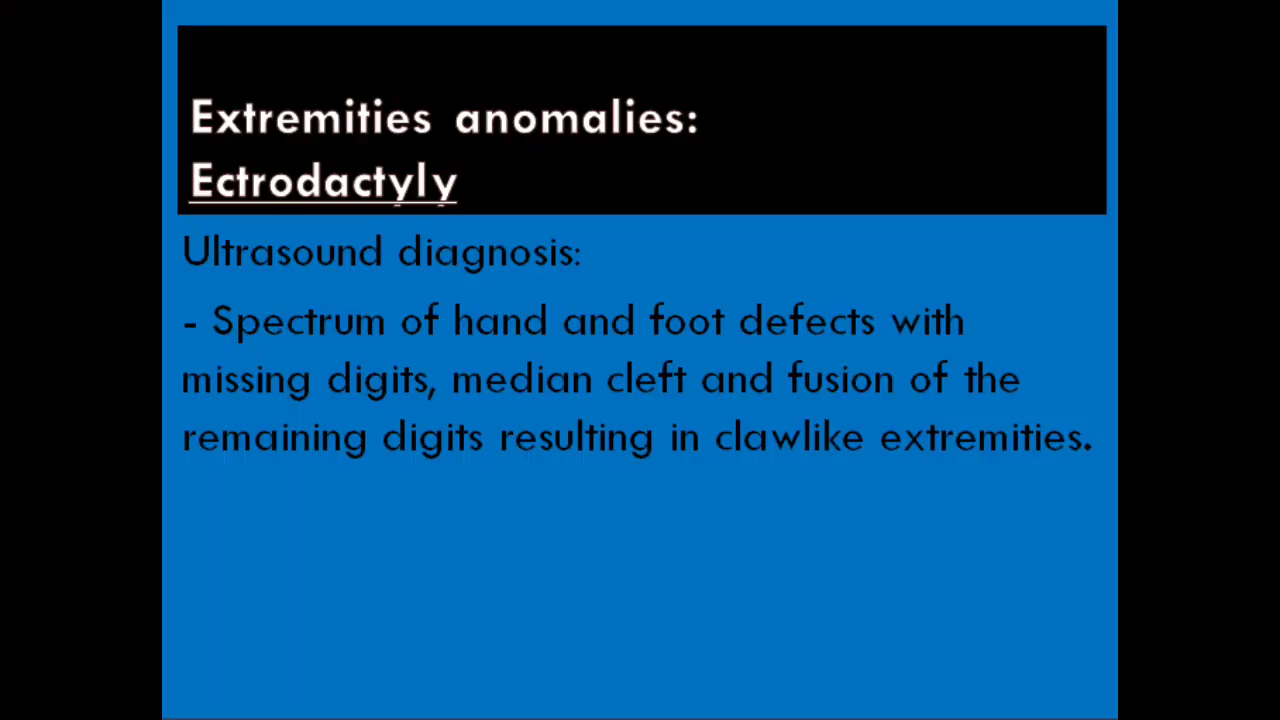 Extremities anomalies:
Ectrodactyly
Ultrasound diagnosis:
- Spectrum of hand and foot defects with
missing digits, median cleft and fusion of the
remaining digits resulting in clawlike extremities.